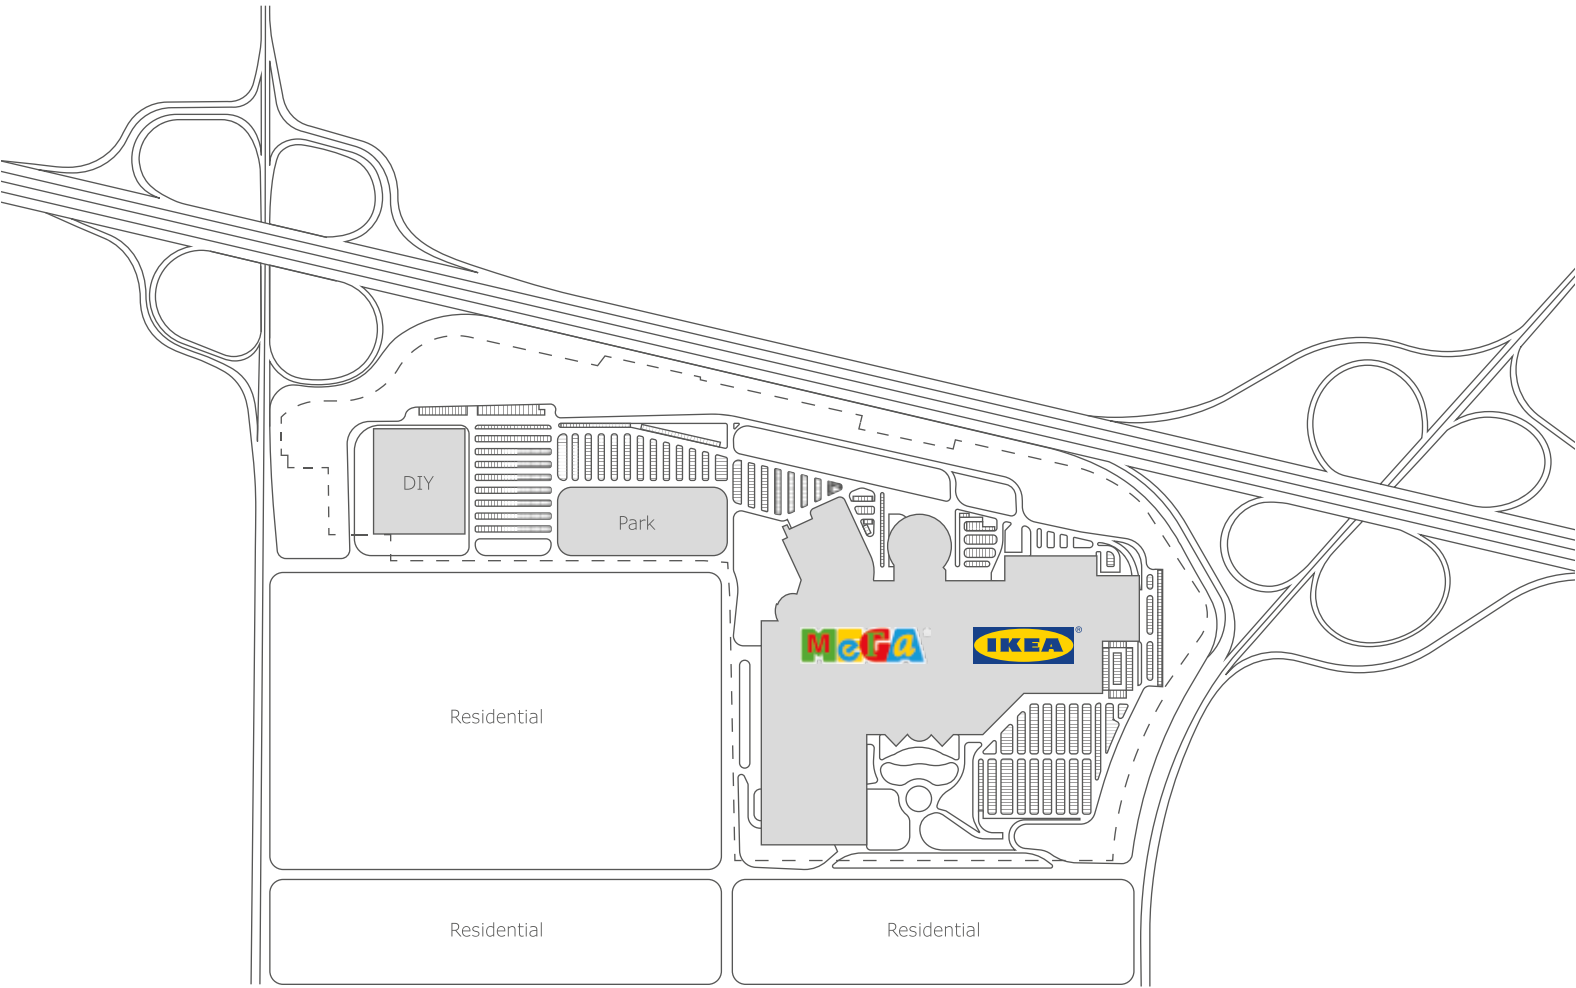 DIY
Park
MeGa
IKEA®
Residential
Residential
Residential